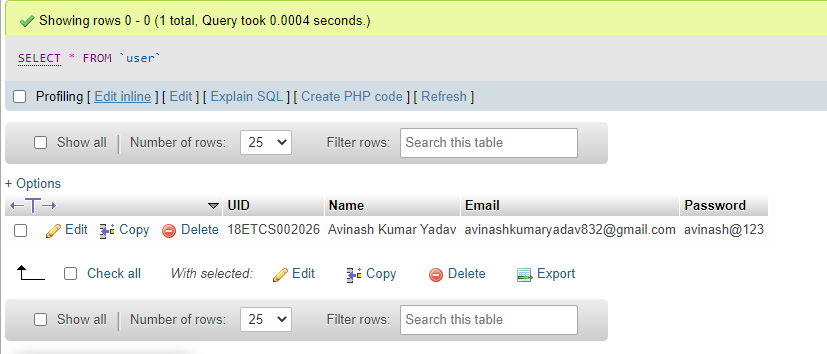 Showing rows 0 - 0 (1 total, Query took 0.0004 seconds.)
SELECT * FROM `user`
Profiling [ Edit inline ] [ Edit ] [ Explain SQL ] [ Create PHP code ] [ Refresh ]
Show all | Number of rows: 25 Filter rows: Search this table
+ Options
←T→ UID Name Email Password
Edit Copy Delete 18ETCS002026 Avinash Kumar Yadav avinashkumaryadav832@gmail.com avinash@123
Check all With selected: Edit Copy Delete Export
Show all | Number of rows: 25 Filter rows: Search this table